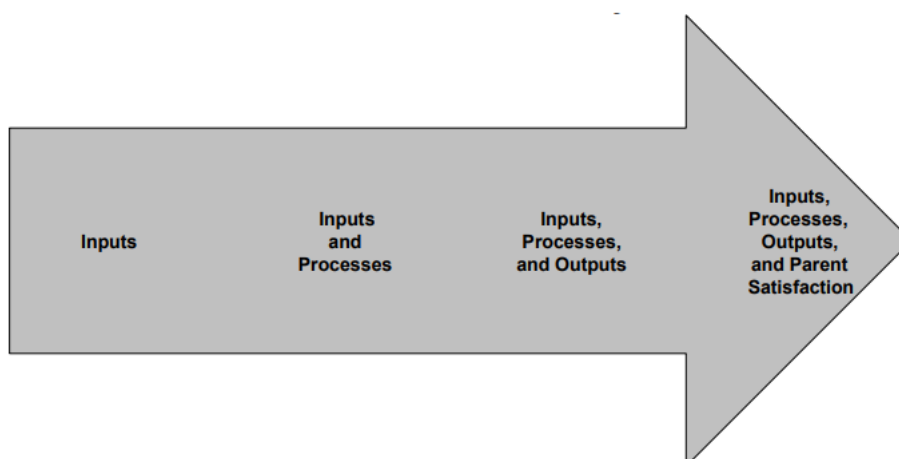 Inputs
Inputs
and
Processes
Inputs,
Processes,
and Outputs
Inputs,
Processes,
Outputs,
and Parent
Satisfaction